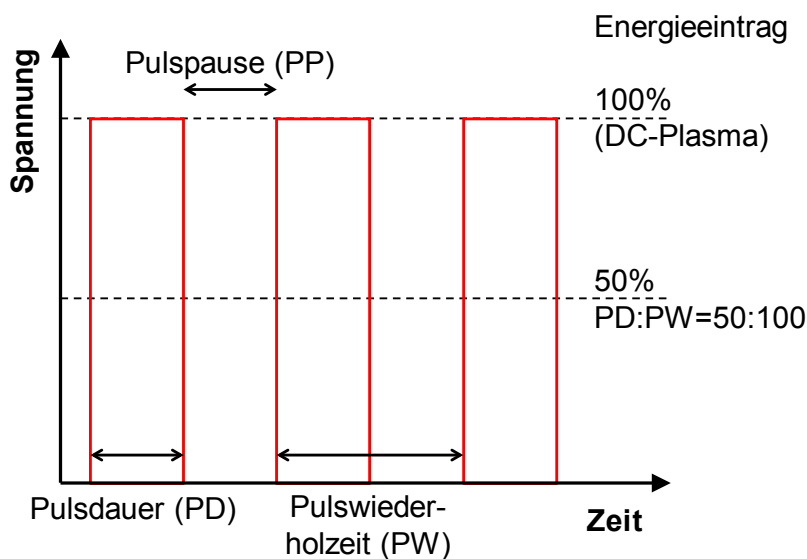 Energieeintrag
Pulspause (PP)
100%
(DC-Plasma)
Spannung
50%
PD:PW=50:100
Pulsdauer (PD)
Pulswieder-
holzeit (PW)
Zeit